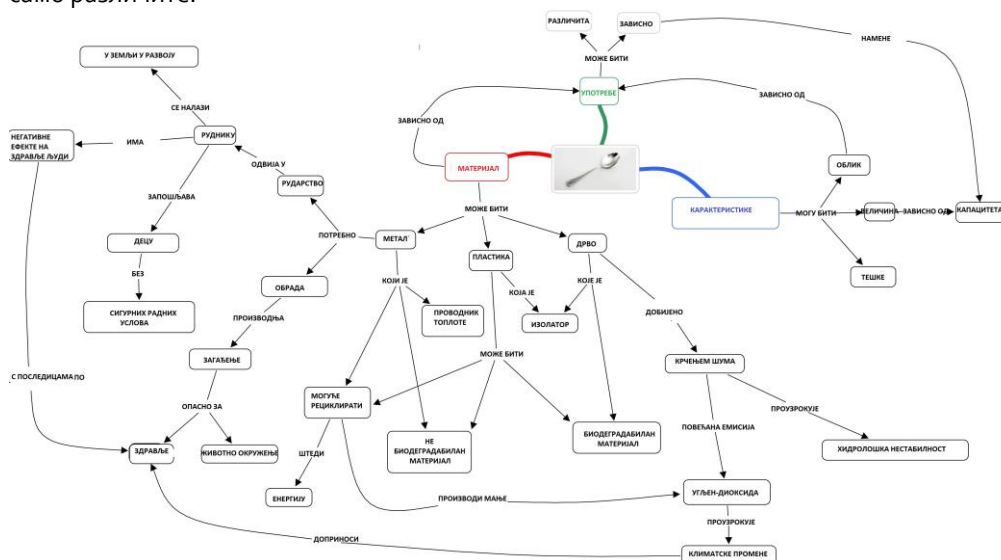 само различите.
РАЗЛИЧИТА
ЗАВИСНО
НАМЕНЕ
МОЖЕ БИТИ
У ЗЕМЉИ У РАЗВОЈУ
УПОТРЕБЕ
ЗАВИСНО ОД
СЕ НАЛАЗИ
ЗАВИСНО ОД
НЕГАТИВНЕ
ЕФЕКТЕ НА
ЗДРАВЉЕ ЉУДИ
ИМА
РУДНИКУ
ОДВИЈА У
МАТЕРИЈАЛ
ОБЛИК
РУДАРСТВО
ЗАПОШЉАВА
МОЖЕ БИТИ
КАРАКТЕРИСТИКЕ
МОГУ БИТИ
ВЕЛИЧИНА
ЗАВИСНО ОД
КАПАЦИТЕТА
ДЕЦУ
ПОТРЕБНО
МЕТАЛ
ПЛАСТИКА
ДРВО
ТЕШКЕ
БЕЗ
ОБРАДА
КОЈИ ЈЕ
КОЈА ЈЕ
КОЈЕ ЈЕ
СИГУРНИХ РАДНИХ
УСЛОВА
ПРОИЗВОДЊА
ПРОВОДНИК
ТОПЛОТЕ
ИЗОЛАТОР
ДОБИЈЕНО
ЗАГАЂЕЊЕ
МОЖЕ БИТИ
КРЧЕЊЕМ ШУМА
С ПОСЛЕДИЦАМА ПО
ОПАСНО ЗА
МОГУЋЕ
РЕЦИКЛИРАТИ
ПРОУЗРОКУЈЕ
ПОВЕЋАНА ЕМИСИЈА
ЗДРАВЉЕ
ЖИВОТНО ОКРУЖЕЊЕ
ШТЕДИ
НЕ
БИОДЕГРАДАБИЛАН
МАТЕРИЈАЛ
БИОДЕГРАДАБИЛАН
МАТЕРИЈАЛ
ХИДРОЛОШКА НЕСТАБИЛНОСТ
ЕНЕРГИЈУ
ПРОИЗВОДИ МАЊЕ
УГЉЕН-ДИОКСИДА
ПРОУЗРОКУЈЕ
ДОПРИНОСИ
КЛИМАТСКЕ ПРОМЕНЕ